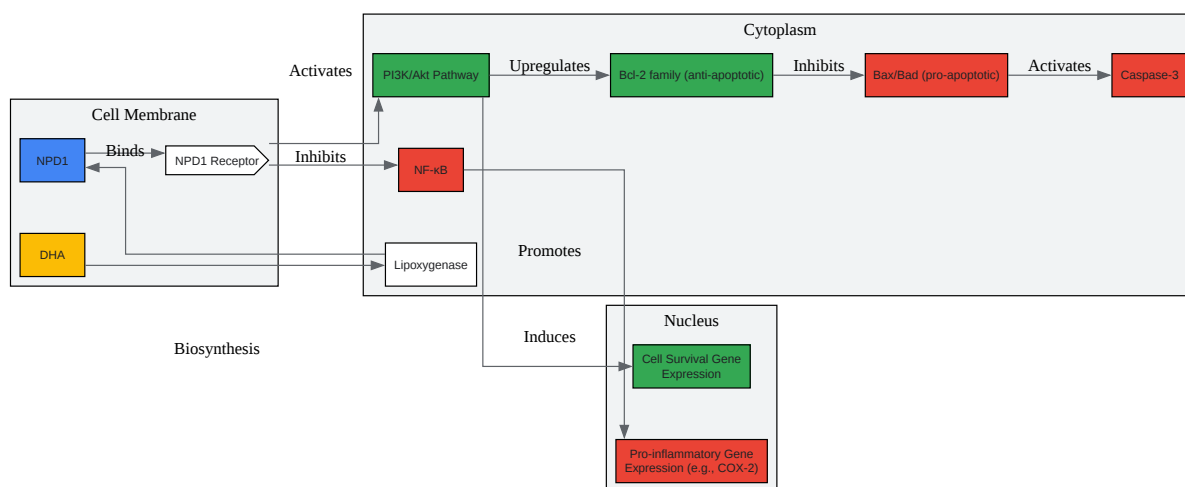 Cytoplasm
Activates
PI3K/Akt Pathway
Upregulates
Bcl-2 family (anti-apoptotic)
Inhibits
Bax/Bad (pro-apoptotic)
Activates
Caspase-3
Cell Membrane
NPD1
Binds
NPD1 Receptor
Inhibits
NF-κB
DHA
Lipoxygenase
Promotes
Nucleus
Biosynthesis
Induces
Cell Survival Gene
Expression
Pro-inflammatory Gene
Expression (e.g., COX-2)